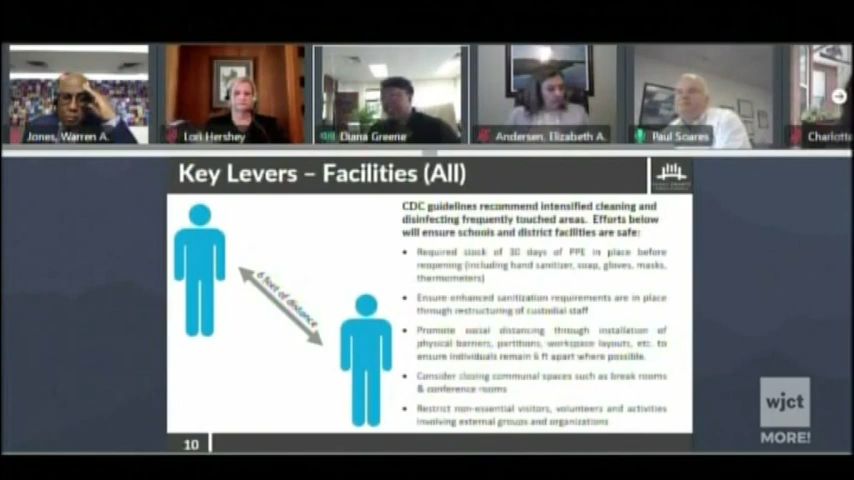 Jones, Warren A.
Lori Hershey
Diana Greene
Andersen, Elizabeth A.
Paul Soares
Charlotte
Key Levers – Facilities (All)
CDC guidelines recommend intensified cleaning and
disinfecting frequently touched areas. Efforts below
will ensure schools and district facilities are safe:
• Required stock of 30 days of PPE in place before
reopening (including hand sanitizer, soap, gloves, masks,
thermometers)
• Ensure enhanced sanitization requirements are in place
through restructuring of custodial staff
• Promote social distancing through installation of
physical barriers, partitions, workspace layouts, etc. to
ensure individuals remain 6 ft apart where possible.
• Consider closing communal spaces such as break rooms
& conference rooms
• Restrict non-essential visitors, volunteers and activities
involving external groups and organizations
6 feet of distance
10
wjct
MORE!